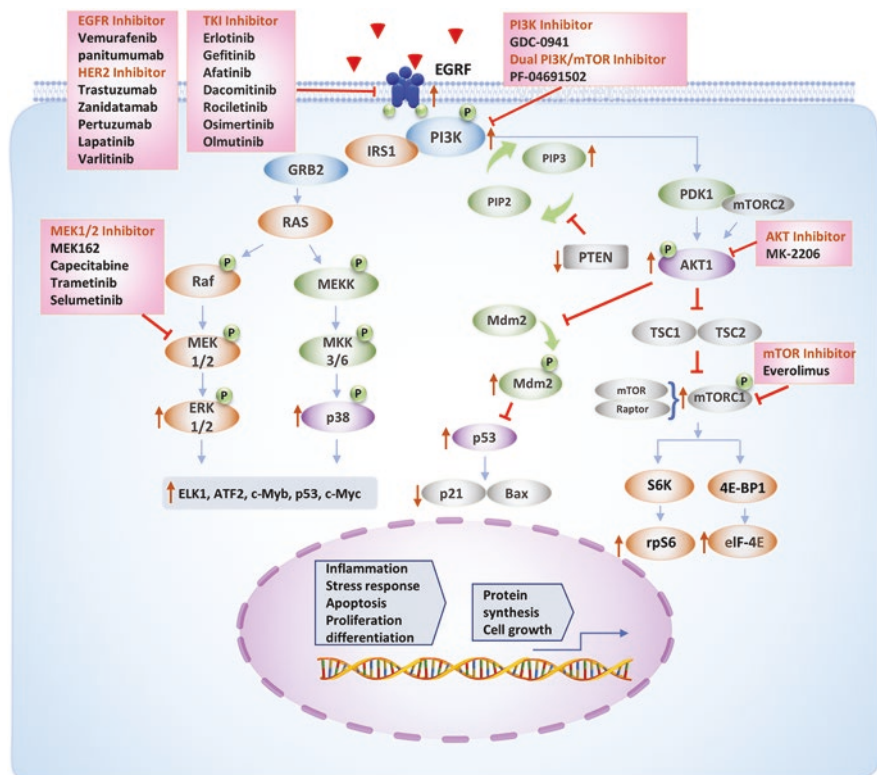 EGFR Inhibitor
Vemurafenib
panitumumab
HER2 Inhibitor
Trastuzumab
Zanidatamab
Pertuzumab
Lapatinib
Varlitinib
TKI Inhibitor
Erlotinib
Gefitinib
Afatinib
Dacomitinib
Rociletinib
Osimertinib
Olmutinib
EGRF
PI3K Inhibitor
GDC-0941
Dual PI3K/mTOR Inhibitor
PF-04691502
P
PI3K
IRS1
GRB2
RAS
PIP3
PIP2
PTEN
PDK1
mTORC2
P
AKT1
AKT Inhibitor
MK-2206
MEK1/2 Inhibitor
MEK162
Capecitabine
Trametinib
Selumetinib
P
Raf
P
MEKK
P
MEK
1/2
P
MKK
3/6
P
ERK
1/2
P
p38
Mdm2
P
Mdm2
p53
p21
Bax
TSC1
TSC2
mTOR Inhibitor
Everolimus
mTOR
Raptor
P
mTORC1
S6K
4E-BP1
rpS6
eIF-4E
ELK1, ATF2, c-Myb, p53, c-Myc
Inflammation
Stress response
Apoptosis
Proliferation
differentiation
Protein
synthesis
Cell growth